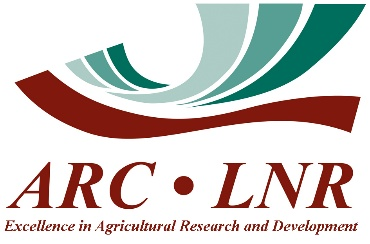 ARC • LNR
Excellence in Agricultural Research and Development